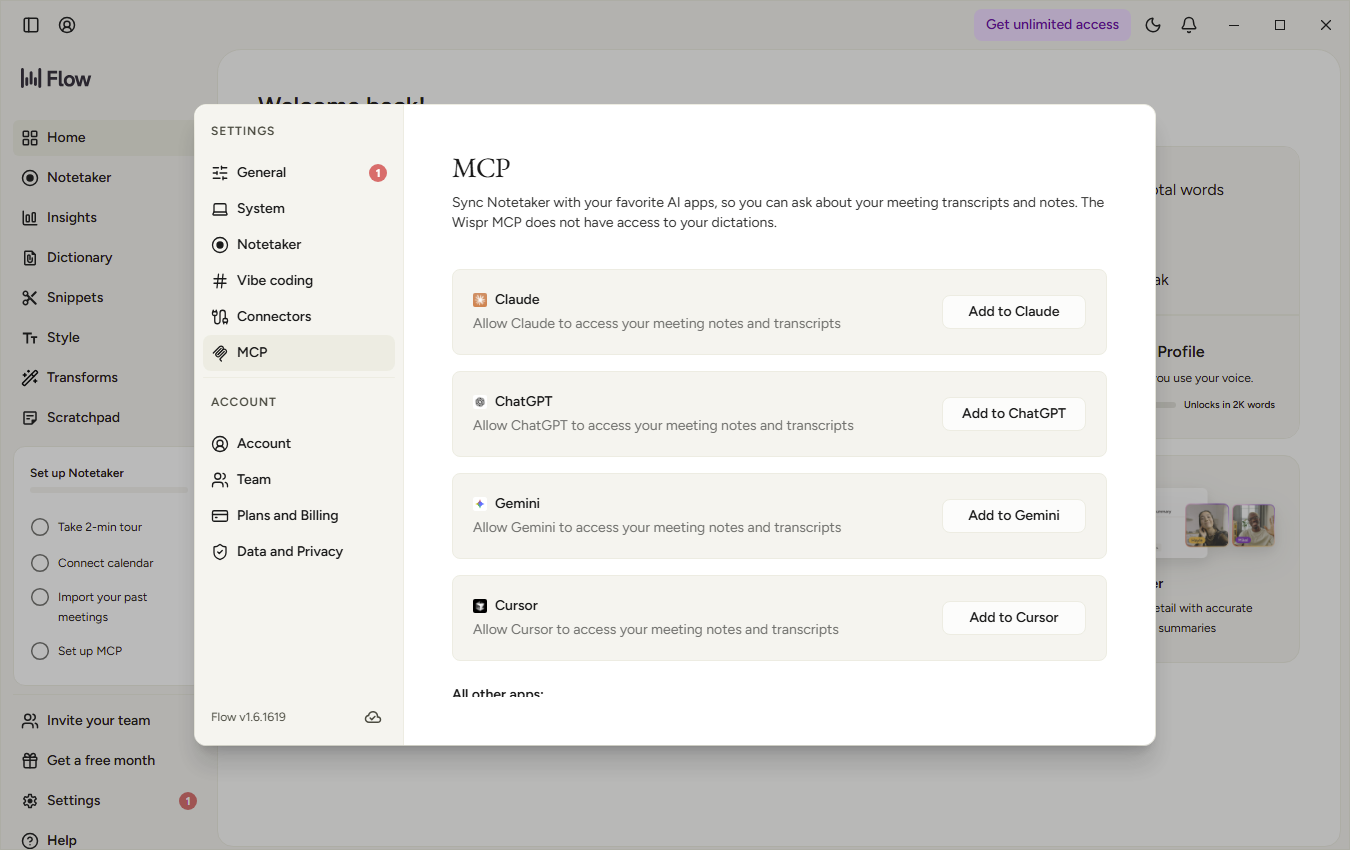 Get unlimited access
Flow
Home
Notetaker
Insights
Dictionary
Snippets
Style
Transforms
Scratchpad
Set up Notetaker
Take 2-min tour
Connect calendar
Import your past
meetings
Set up MCP
Invite your team
Get a free month
Settings
1
Help
Welcome back!
SETTINGS
General
1
System
Notetaker
Vibe coding
Connectors
MCP
ACCOUNT
Account
Team
Plans and Billing
Data and Privacy
Flow v1.6.1619
MCP
Sync Notetaker with your favorite AI apps, so you can ask about your meeting transcripts and notes. The
Wispr MCP does not have access to your dictations.
Claude
Allow Claude to access your meeting notes and transcripts
Add to Claude
ChatGPT
Allow ChatGPT to access your meeting notes and transcripts
Add to ChatGPT
Gemini
Allow Gemini to access your meeting notes and transcripts
Add to Gemini
Cursor
Allow Cursor to access your meeting notes and transcripts
Add to Cursor
All other apps:
words
Profile
you use your voice.
Unlocks in 2K words
with accurate
summaries